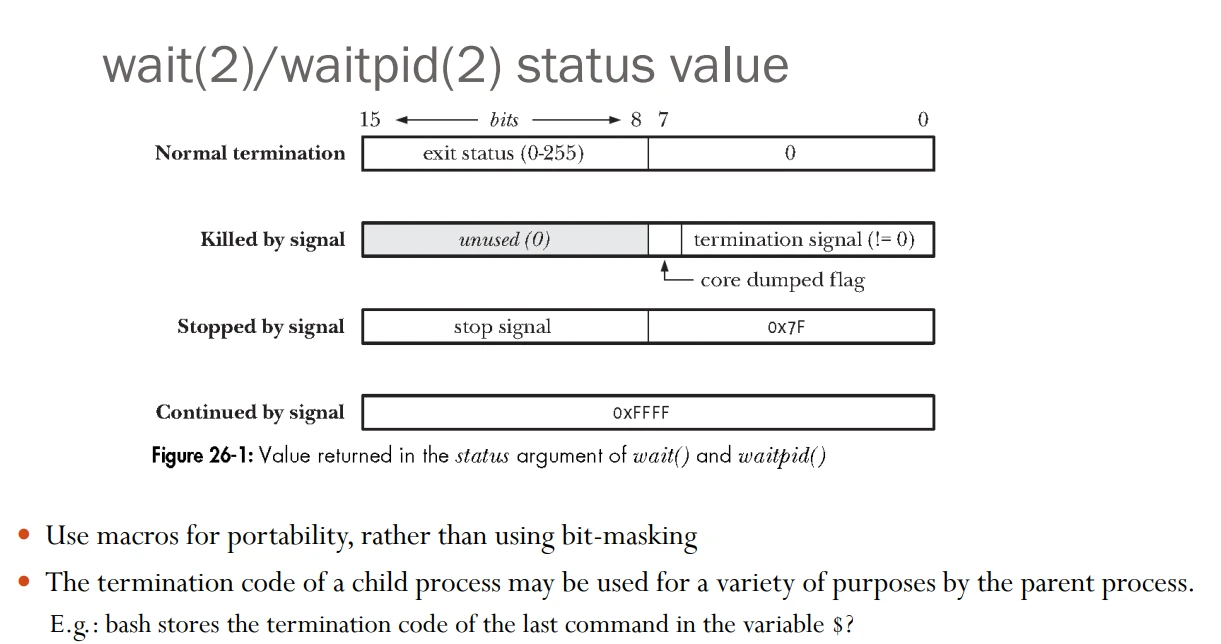 wait(2)/waitpid(2) status value
15 bits 8 7 0
Normal termination exit status (0-255) 0
Killed by signal unused (0) termination signal (!= 0)
core dumped flag
Stopped by signal stop signal 0x7F
Continued by signal 0xFFFF
Figure 26-1: Value returned in the status argument of wait() and waitpid()
• Use macros for portability, rather than using bit-masking
• The termination code of a child process may be used for a variety of purposes by the parent process.
E.g.: bash stores the termination code of the last command in the variable $?